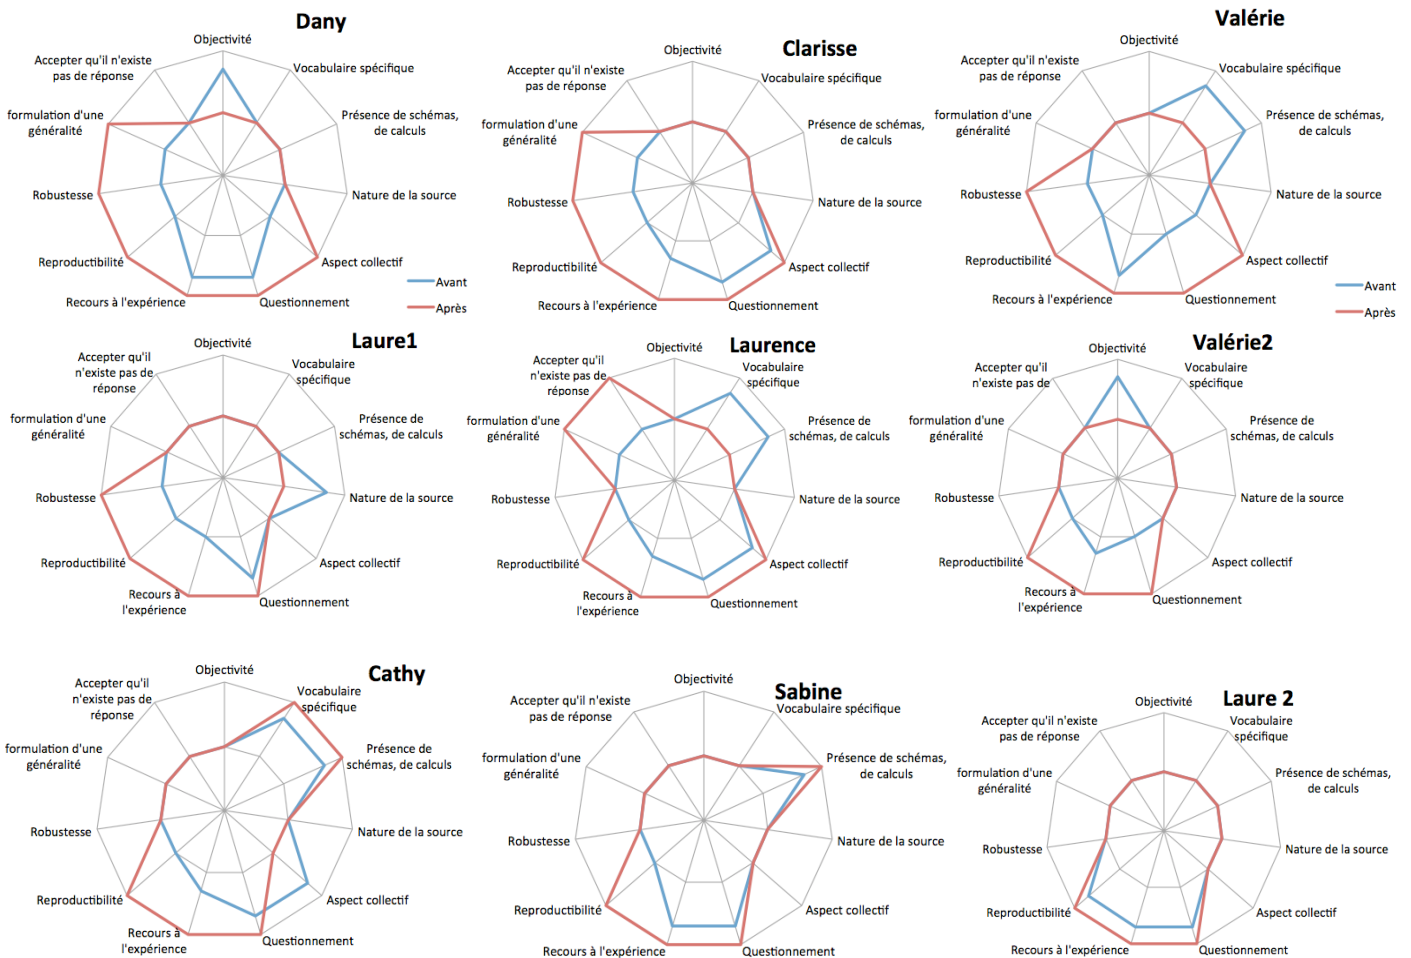 Dany
Objectivité
Accepter qu'il n'existe
pas de réponse
Vocabulaire spécifique
formulation d'une
généralité
Présence de schémas,
de calculs
Robustesse
Nature de la source
Reproductibilité
Aspect collectif
Recours à l'expérience
Questionnement
Avant
Après
Clarisse
Objectivité
Accepter qu'il n'existe
pas de réponse
Vocabulaire spécifique
formulation d'une
généralité
Présence de schémas,
de calculs
Robustesse
Nature de la source
Reproductibilité
Aspect collectif
Recours à l'expérience
Questionnement
Valérie
Objectivité
Accepter qu'il n'existe
pas de réponse
Vocabulaire spécifique
formulation d'une
généralité
Présence de schémas,
de calculs
Robustesse
Nature de la source
Reproductibilité
Aspect collectif
Recours à l'expérience
Questionnement
Avant
Après
Laure1
Objectivité
Accepter qu'il
n'existe pas de
réponse
Vocabulaire
spécifique
formulation d'une
généralité
Présence de
schémas, de calculs
Robustesse
Nature de la source
Reproductibilité
Aspect collectif
Recours à
l'expérience
Questionnement
Laurence
Objectivité
Accepter qu'il
n'existe pas de
réponse
Vocabulaire
spécifique
formulation d'une
généralité
Présence de
schémas, de calculs
Robustesse
Nature de la source
Reproductibilité
Aspect collectif
Recours à
l'expérience
Questionnement
Valérie2
Objectivité
Accepter qu'il
n'existe pas de
Vocabulaire
spécifique
formulation d'une
généralité
Présence de
schémas, de calculs
Robustesse
Nature de la source
Reproductibilité
Aspect collectif
Recours à
l'expérience
Questionnement
Cathy
Objectivité
Accepter qu'il
n'existe pas de
réponse
Vocabulaire
spécifique
formulation d'une
généralité
Présence de
schémas, de calculs
Robustesse
Nature de la source
Reproductibilité
Aspect collectif
Recours à
l'expérience
Questionnement
Sabine
Objectivité
Accepter qu'il n'existe
pas de réponse
Vocabulaire spécifique
formulation d'une
généralité
Présence de schémas,
de calculs
Robustesse
Nature de la source
Reproductibilité
Aspect collectif
Recours à l'expérience
Questionnement
Laure 2
Objectivité
Accepter qu'il n'existe
pas de réponse
Vocabulaire
spécifique
formulation d'une
généralité
Présence de schémas,
de calculs
Robustesse
Nature de la source
Reproductibilité
Aspect collectif
Recours à l'expérience
Questionnement